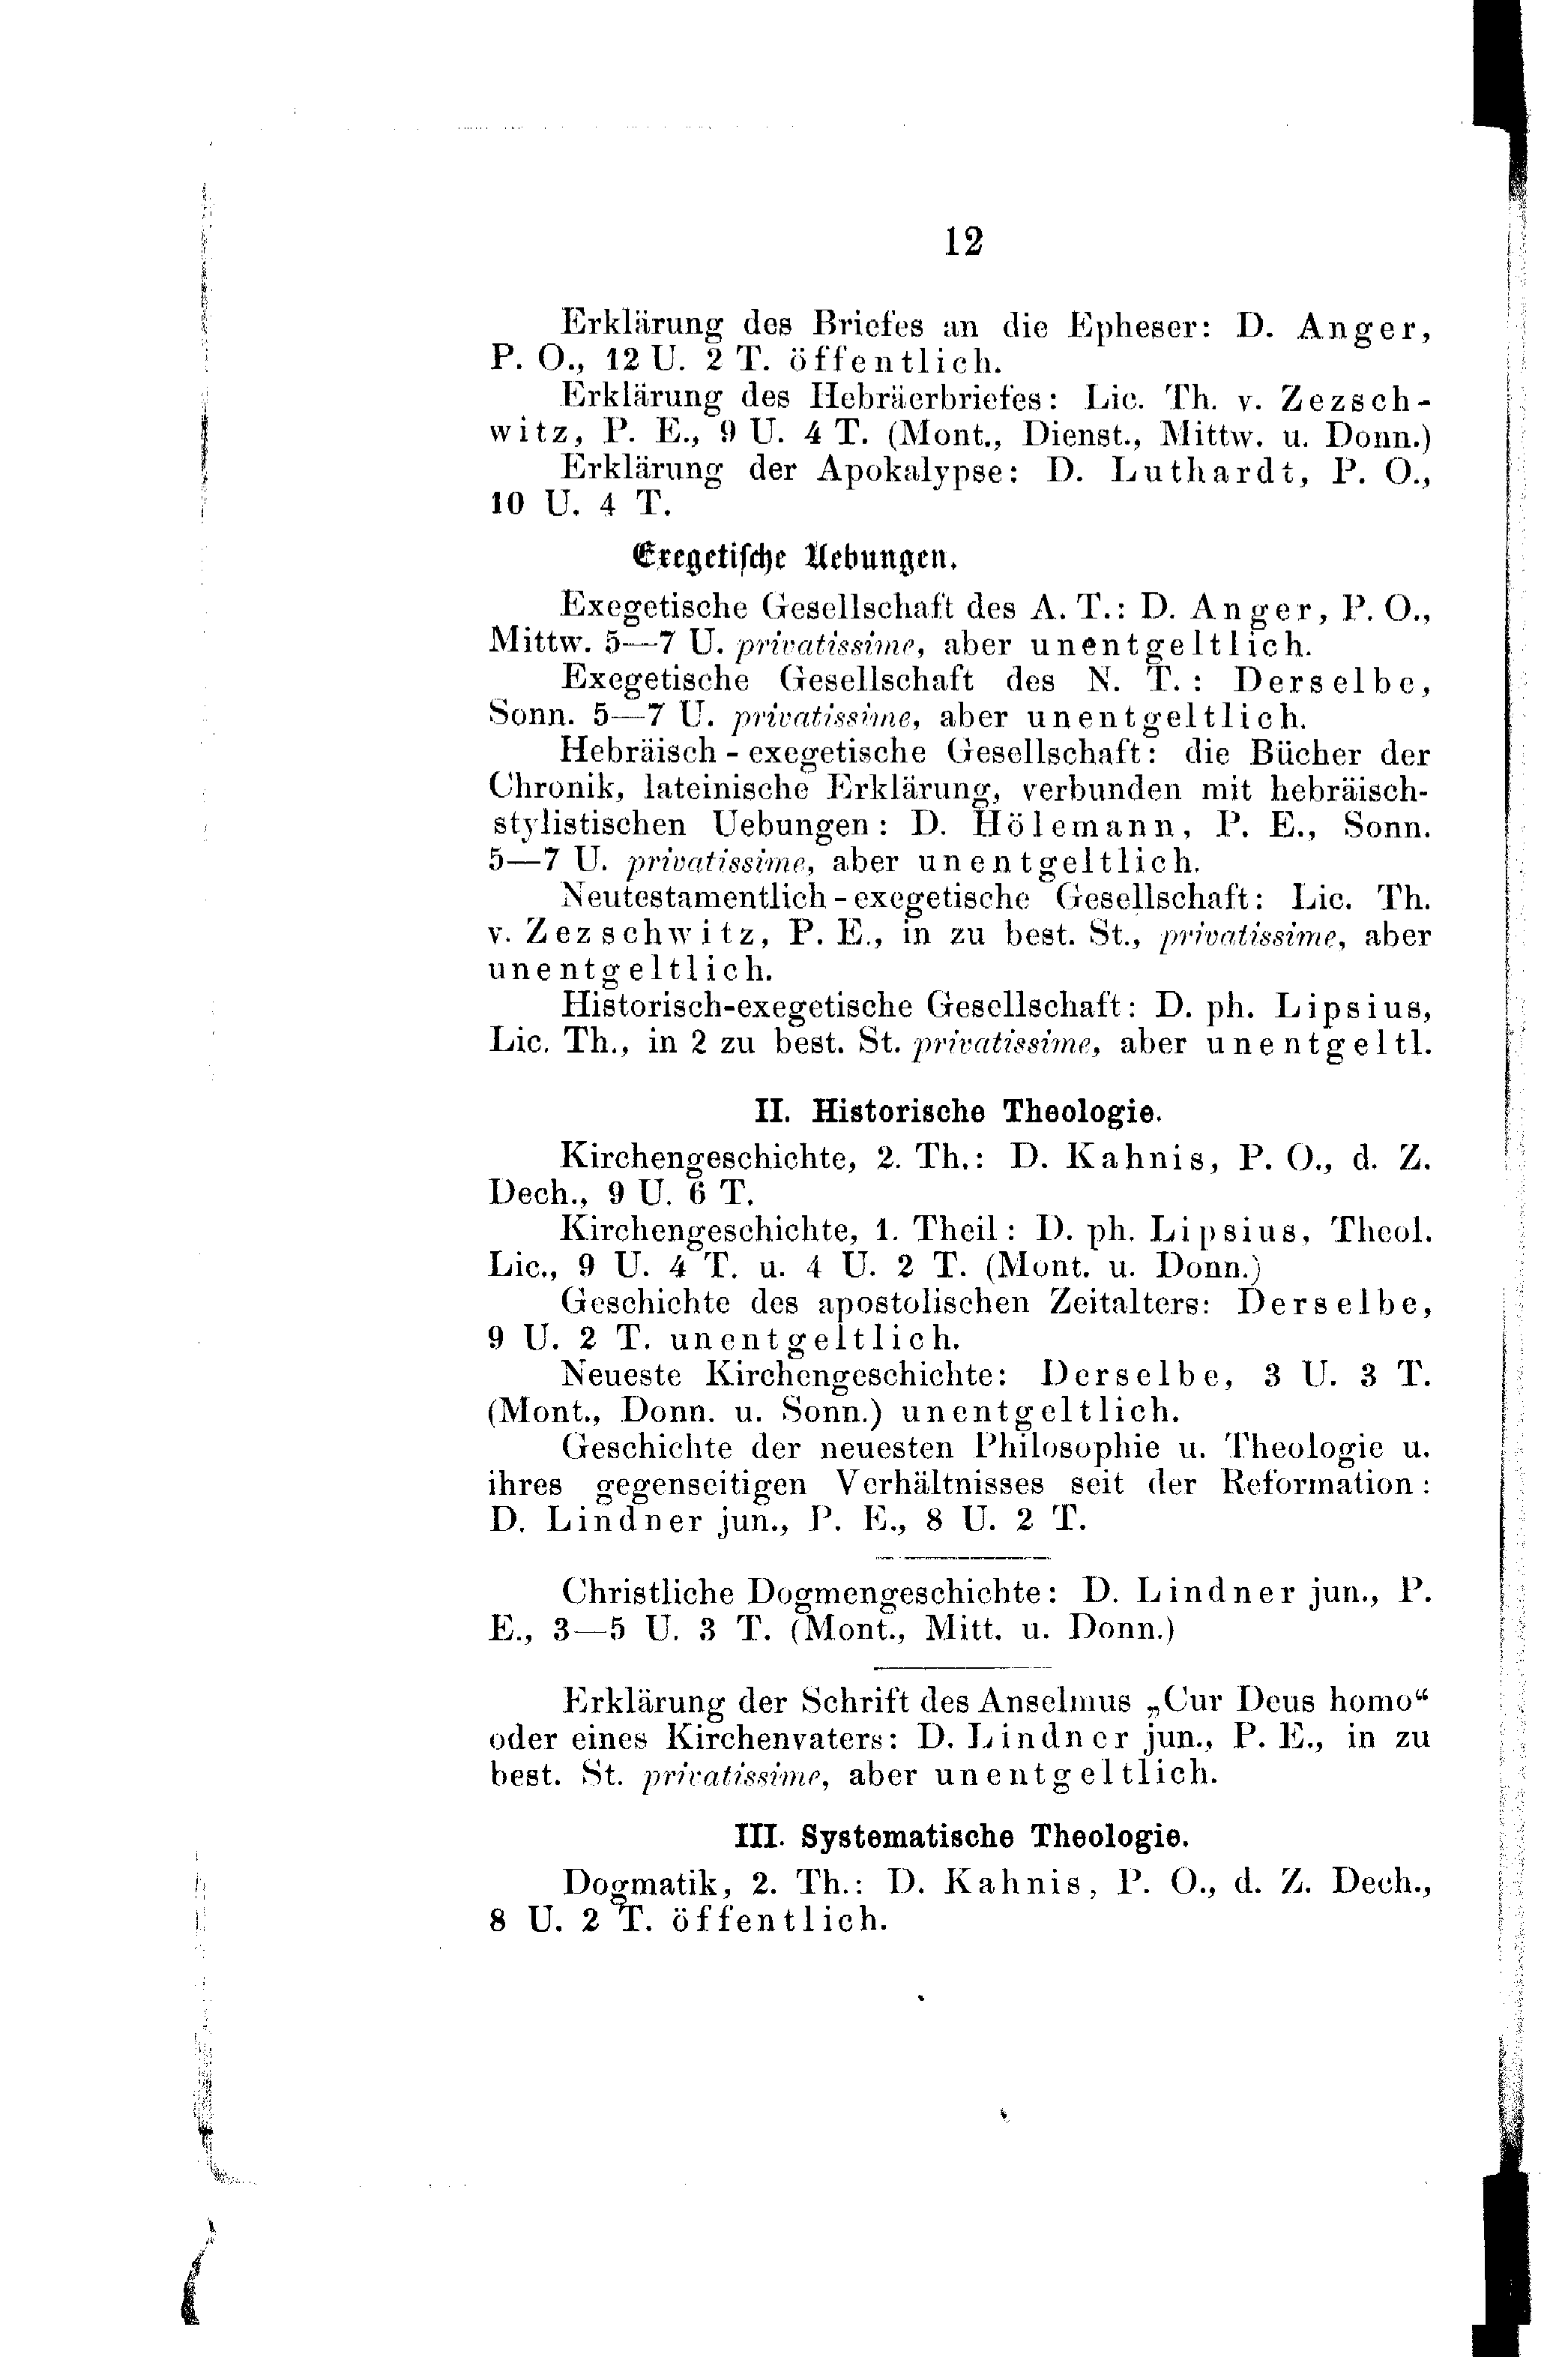 12
Erklärung des Briefes an die Epheser: D. Anger,
P. O., 12 U. 2 T. öffentlich.
Erklärung des Hebräerbriefes: Lic. Th. v. Zezsch-
witz, P. E., 9 U. 4 T. (Mont., Dienst., Mittw. u. Donn.)
Erklärung der Apokalypse: D. Luthardt, P. O.,
10 U. 4 T.
Exegetische Uebungen.
Exegetische Gesellschaft des A. T.: D. Anger, P. O.,
Mittw. 5—7 U. privatissime, aber unentgeltlich.
Exegetische Gesellschaft des N. T.: Derselbe,
Sonn. 5—7 U. privatissime, aber unentgeltlich.
Hebräisch-exegetische Gesellschaft: die Bücher der
Chronik, lateinische Erklärung, verbunden mit hebräisch-
stylistischen Uebungen: D. Hölemann, P. E., Sonn.
5—7 U. privatissime, aber unentgeltlich.
Neutestamentlich-exegetische Gesellschaft: Lic. Th.
v. Zezschwitz, P. E., in zu best. St., privatissime, aber
unentgeltlich.
Historisch-exegetische Gesellschaft: D. ph. Lipsius,
Lic. Th., in 2 zu best. St. privatissime, aber unentgeltl.
II. Historische Theologie.
Kirchengeschichte, 2. Th.: D. Kahnis, P. O., d. Z.
Dech., 9 U. 6 T.
Kirchengeschichte, 1. Theil: D. ph. Lipsius, Theol.
Lic., 9 U. 4 T. u. 4 U. 2 T. (Mont. u. Donn.)
Geschichte des apostolischen Zeitalters: Derselbe,
9 U. 2 T. unentgeltlich.
Neueste Kirchengeschichte: Derselbe, 3 U. 3 T.
(Mont., Donn. u. Sonn.) unentgeltlich.
Geschichte der neuesten Philosophie u. Theologie u.
ihres gegenseitigen Verhältnisses seit der Reformation:
D. Lindner jun., P. E., 8 U. 2 T.
Christliche Dogmengeschichte: D. Lindner jun., P.
E., 3—5 U. 3 T. (Mont., Mitt. u. Donn.)
Erklärung der Schrift des Anselmus „Cur Deus homo“
oder eines Kirchenvaters: D. Lindner jun., P. E., in zu
best. St. privatissime, aber unentgeltlich.
III. Systematische Theologie.
Dogmatik, 2. Th.: D. Kahnis, P. O., d. Z. Dech.,
8 U. 2 T. öffentlich.